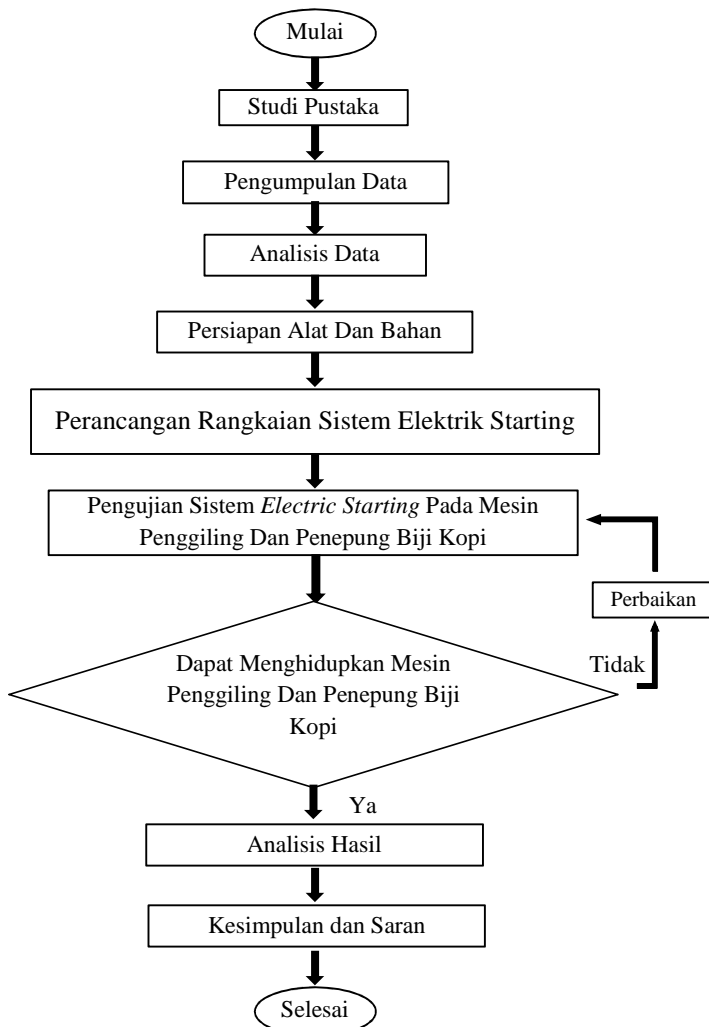 Mulai
Studi Pustaka
Pengumpulan Data
Analisis Data
Persiapan Alat Dan Bahan
Perancangan Rangkaian Sistem Elektrik Starting
Pengujian Sistem Electric Starting Pada Mesin
Penggiling Dan Penepung Biji Kopi
Perbaikan
Tidak
Dapat Menghidupkan Mesin
Penggiling Dan Penepung Biji
Kopi
Ya
Analisis Hasil
Kesimpulan dan Saran
Selesai